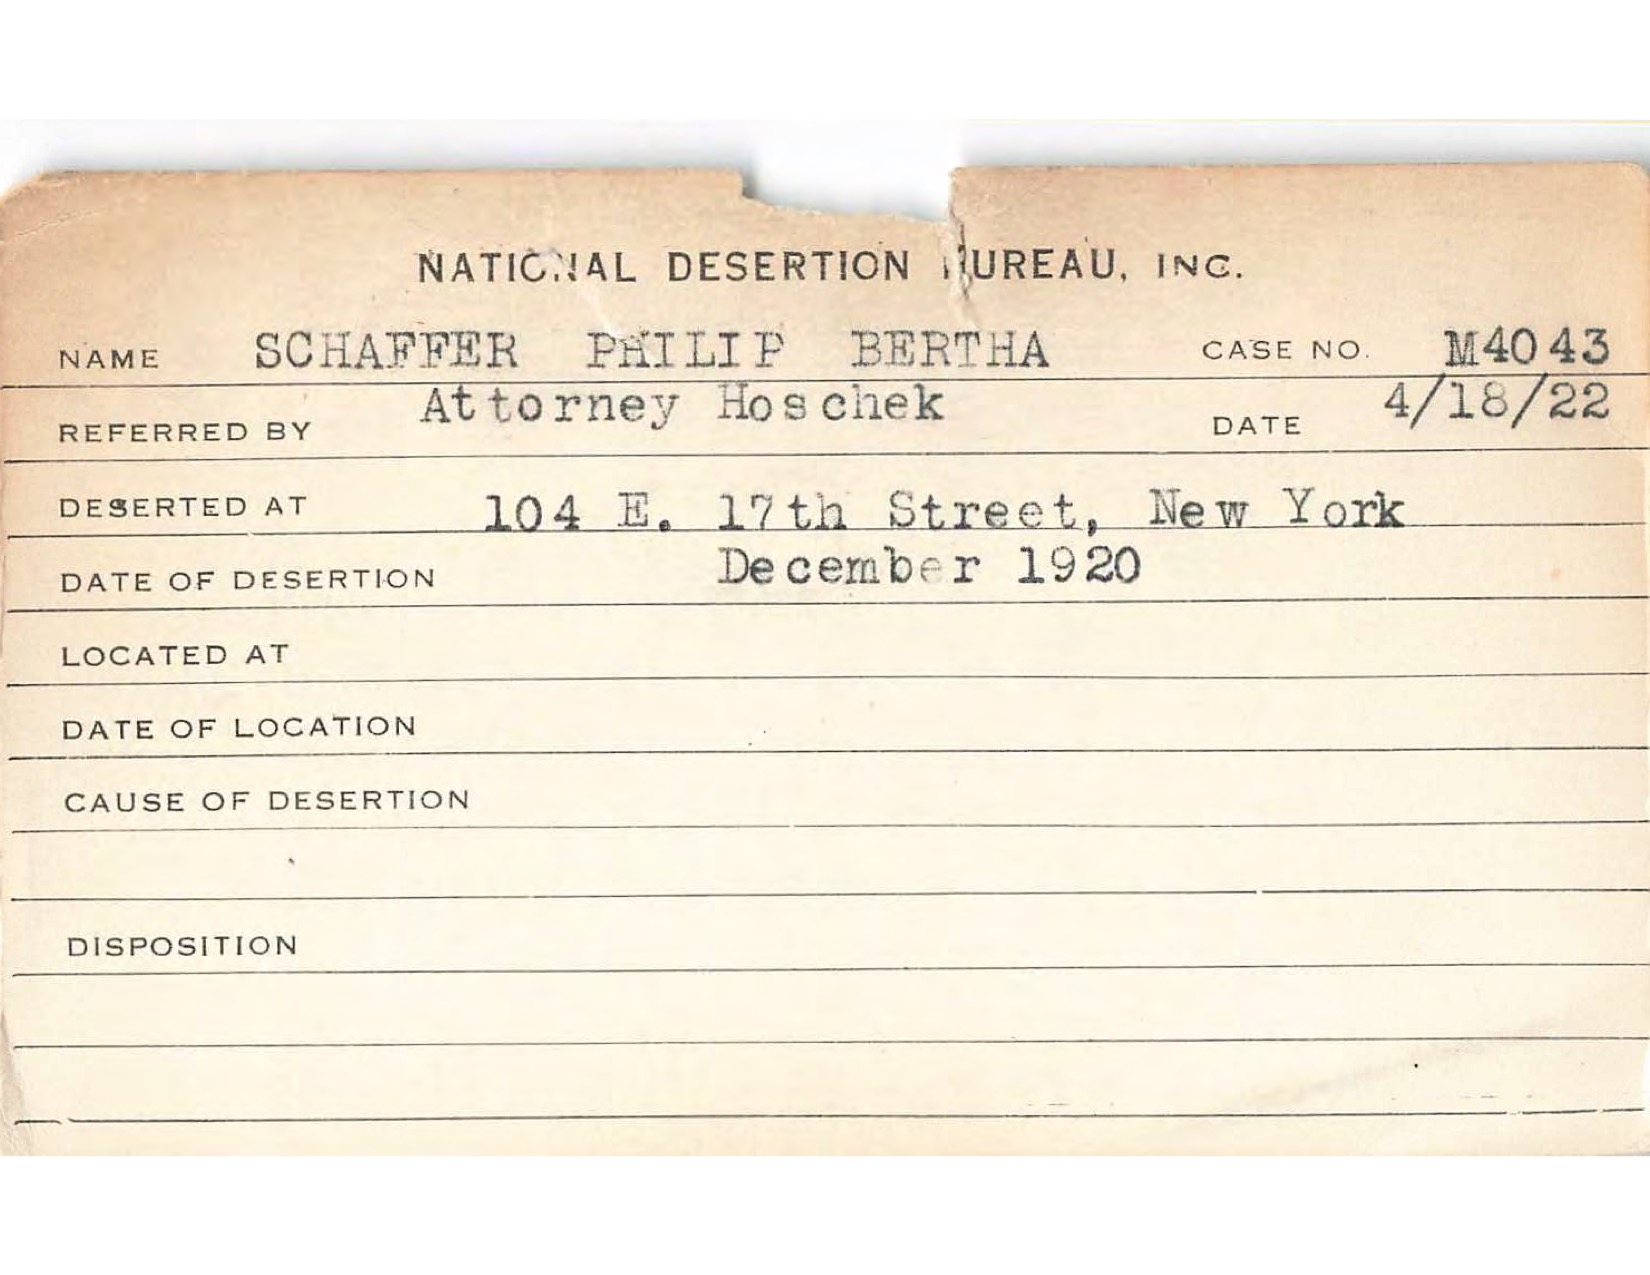 NATIONAL DESERTION BUREAU, INC.
NAME SCHAFFER PHILIP BERTHA CASE NO. M4043
REFERRED BY Attorney Hoschek DATE 4/18/22
DESERTED AT 104 E. 17th Street, New York
DATE OF DESERTION December 1920
LOCATED AT
DATE OF LOCATION
CAUSE OF DESERTION
DISPOSITION